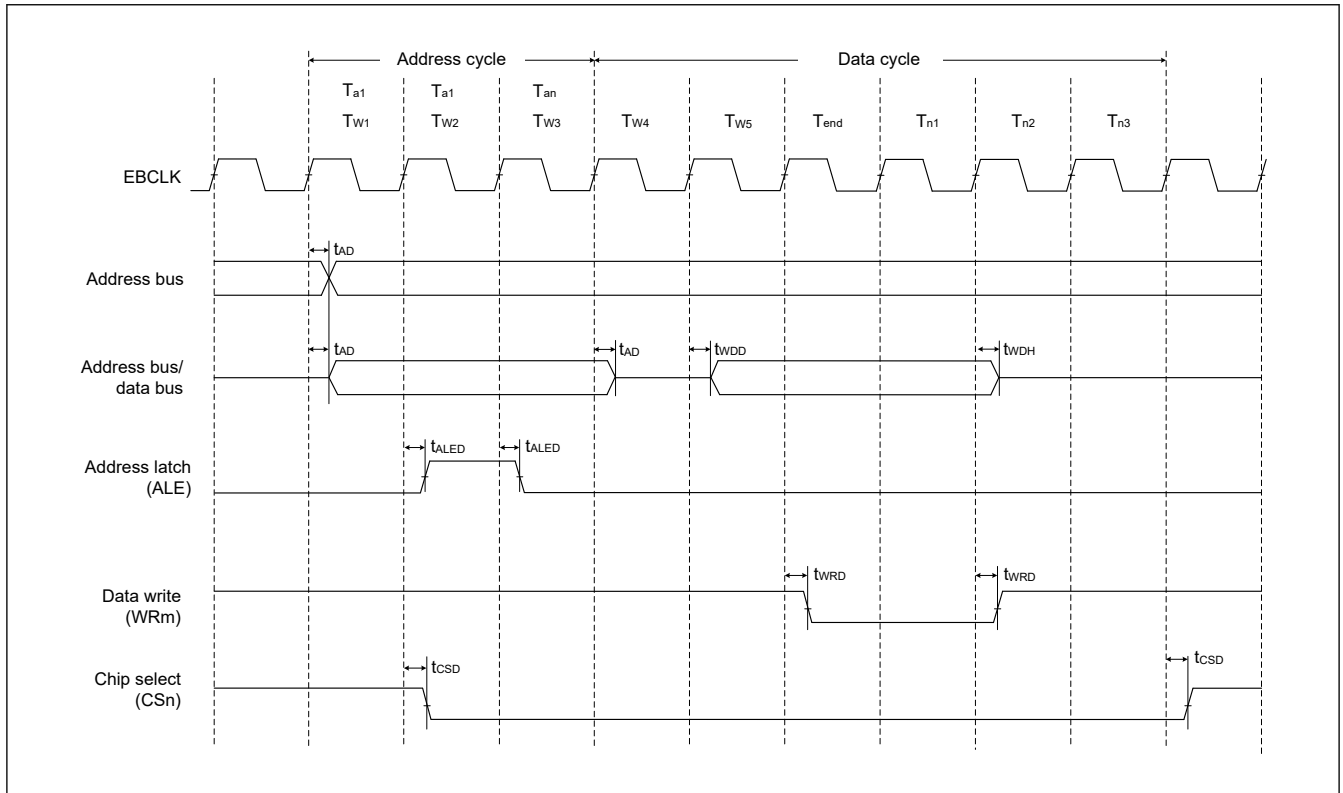 Address cycle Data cycle
Ta1 Ta1 Tan
TW1 TW2 TW3 TW4 TW5 Tend Tn1 Tn2 Tn3
EBCLK
tAD
Address bus
tAD tAD tWDD tWDH
Address bus/
data bus
tALED tALED
Address latch
(ALE)
tWRD tWRD
Data write
(WRm)
tCSD tCSD
Chip select
(CSn)